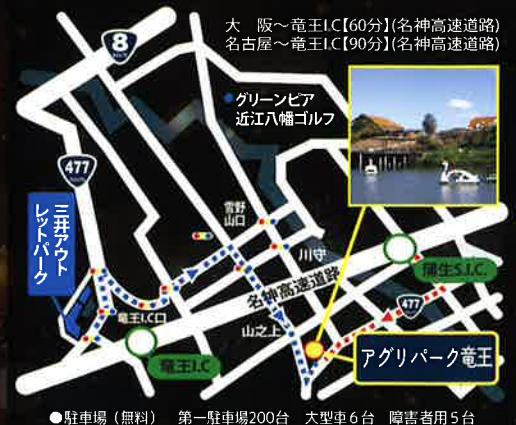 大 阪～竜王I.C【60分】(名神高速道路)
名古屋～竜王I.C【90分】(名神高速道路)
8
グリーンピア
近江八幡ゴルフ
477
三井アウト
レットパーク
雪野
山口
川守
蒲生S.I.C.
名神高速道路
477
竜王I.C口
山之上
竜王I.C
アグリパーク竜王
●駐車場（無料） 第一駐車場200台 大型車6台 障害者用5台